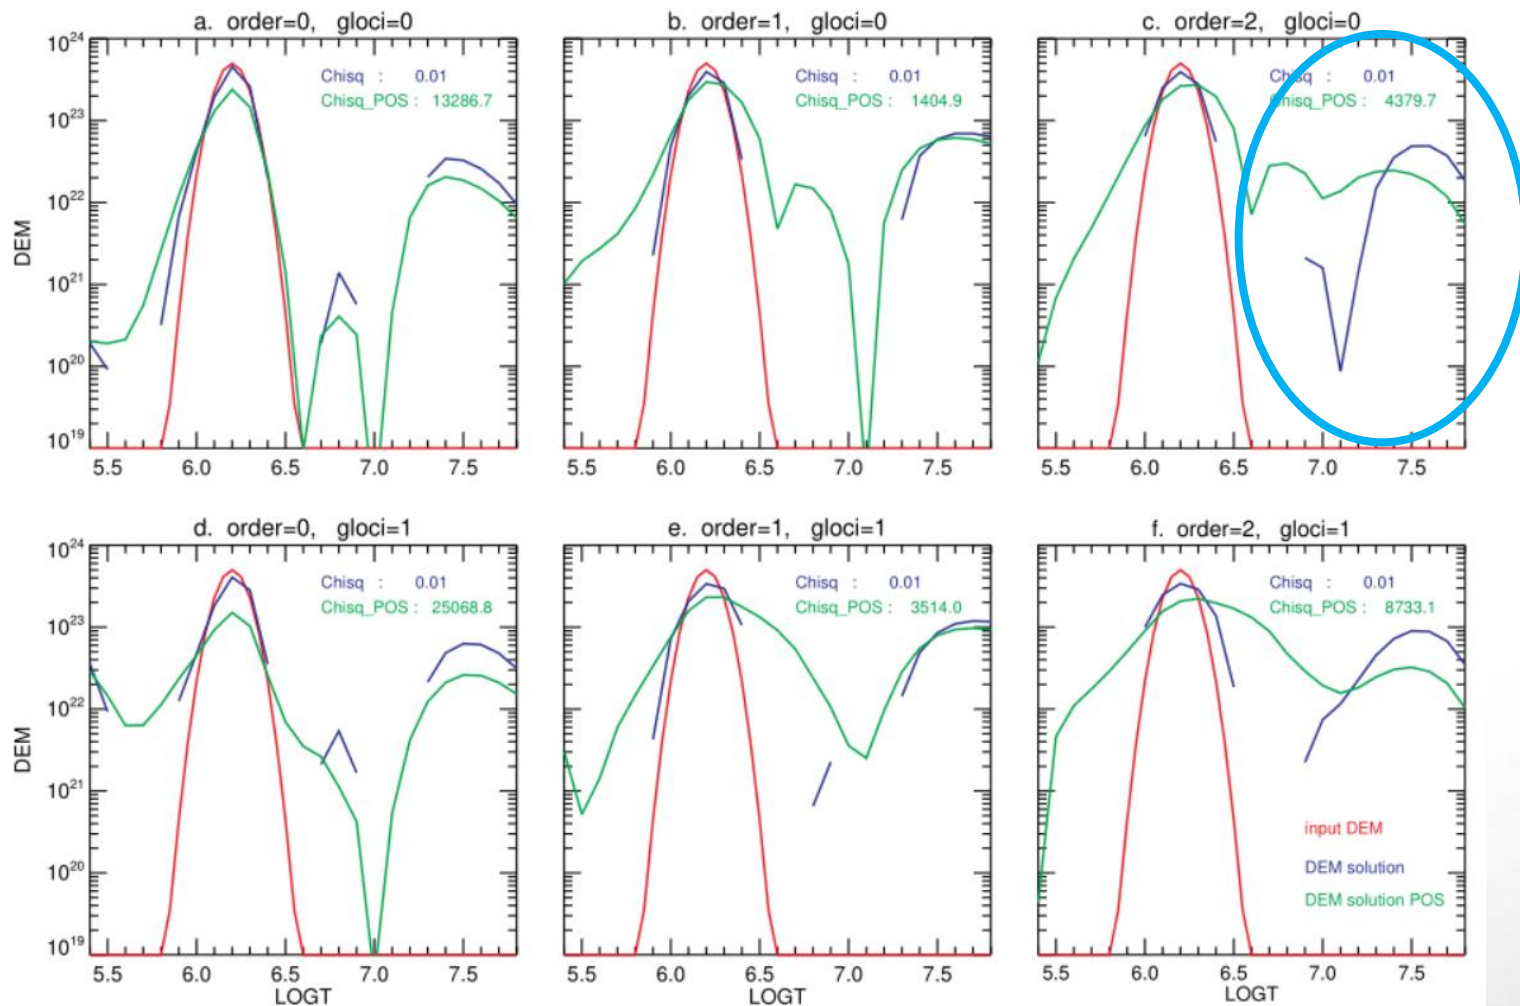 a. order=0, gloci=0
b. order=1, gloci=0
c. order=2, gloci=0
DEM
10^24
10^23
10^22
10^21
10^20
10^19
Chisq : 0.01
Chisq_POS : 13286.7
Chisq : 0.01
Chisq_POS : 1404.9
Chisq : 0.01
Chisq_POS : 4379.7
5.5 6.0 6.5 7.0 7.5
5.5 6.0 6.5 7.0 7.5
5.5 6.0 6.5 7.0 7.5
d. order=0, gloci=1
e. order=1, gloci=1
f. order=2, gloci=1
DEM
10^24
10^23
10^22
10^21
10^20
10^19
Chisq : 0.01
Chisq_POS : 25068.8
Chisq : 0.01
Chisq_POS : 3514.0
Chisq : 0.01
Chisq_POS : 8733.1
input DEM
DEM solution
DEM solution POS
5.5 6.0 6.5 7.0 7.5
5.5 6.0 6.5 7.0 7.5
5.5 6.0 6.5 7.0 7.5
LOGT
LOGT
LOGT